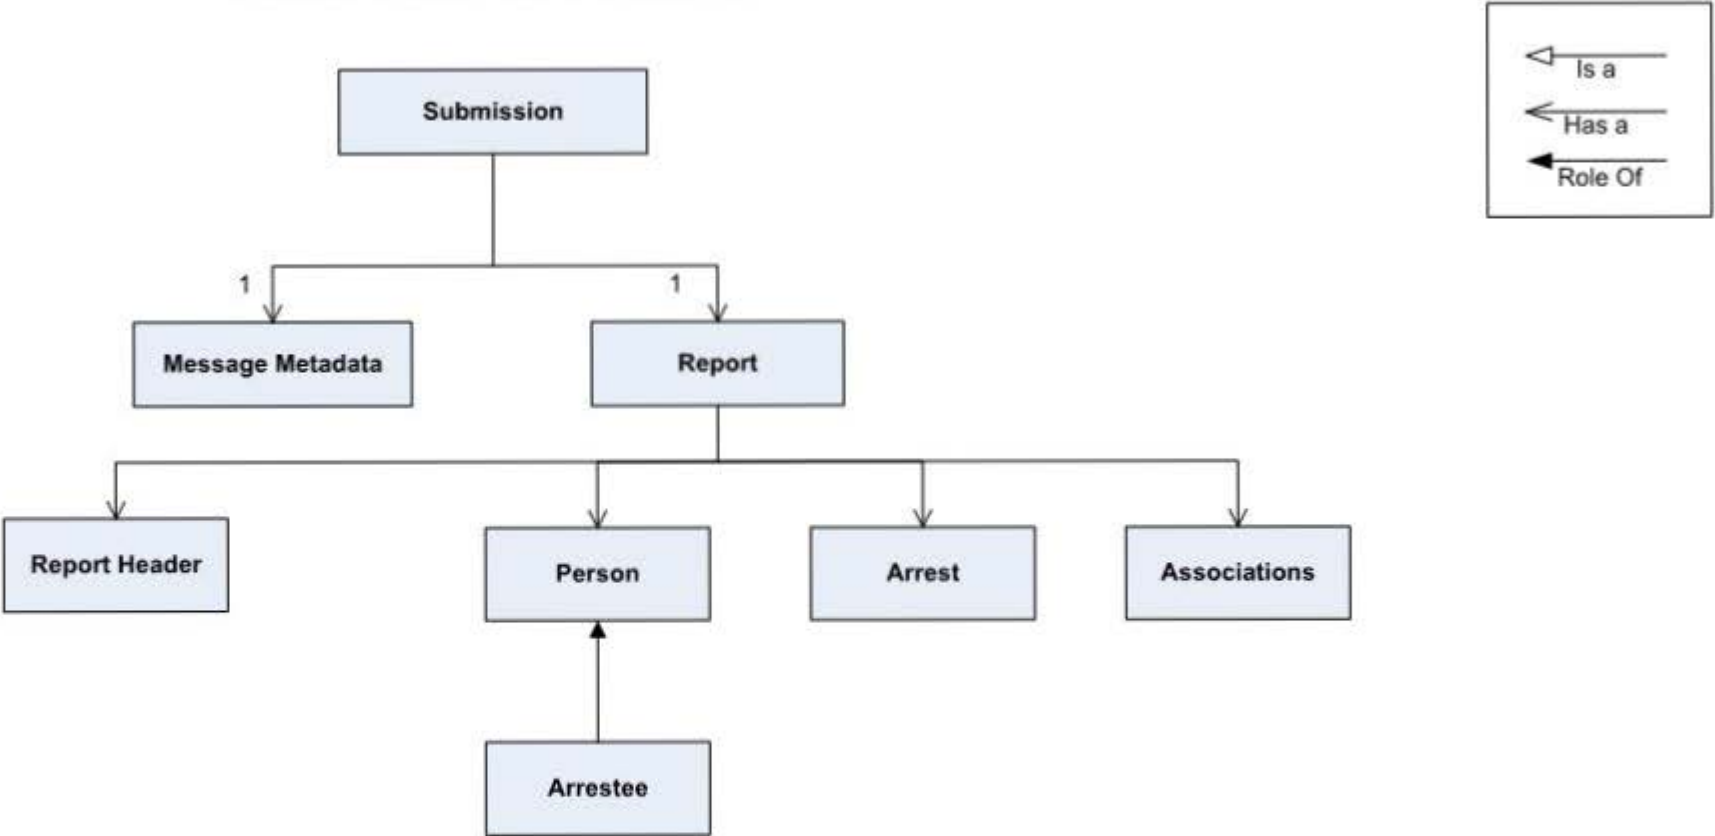 Is a
Has a
Role Of
Submission
1
1
Message Metadata
Report
Report Header
Person
Arrest
Associations
Arrestee